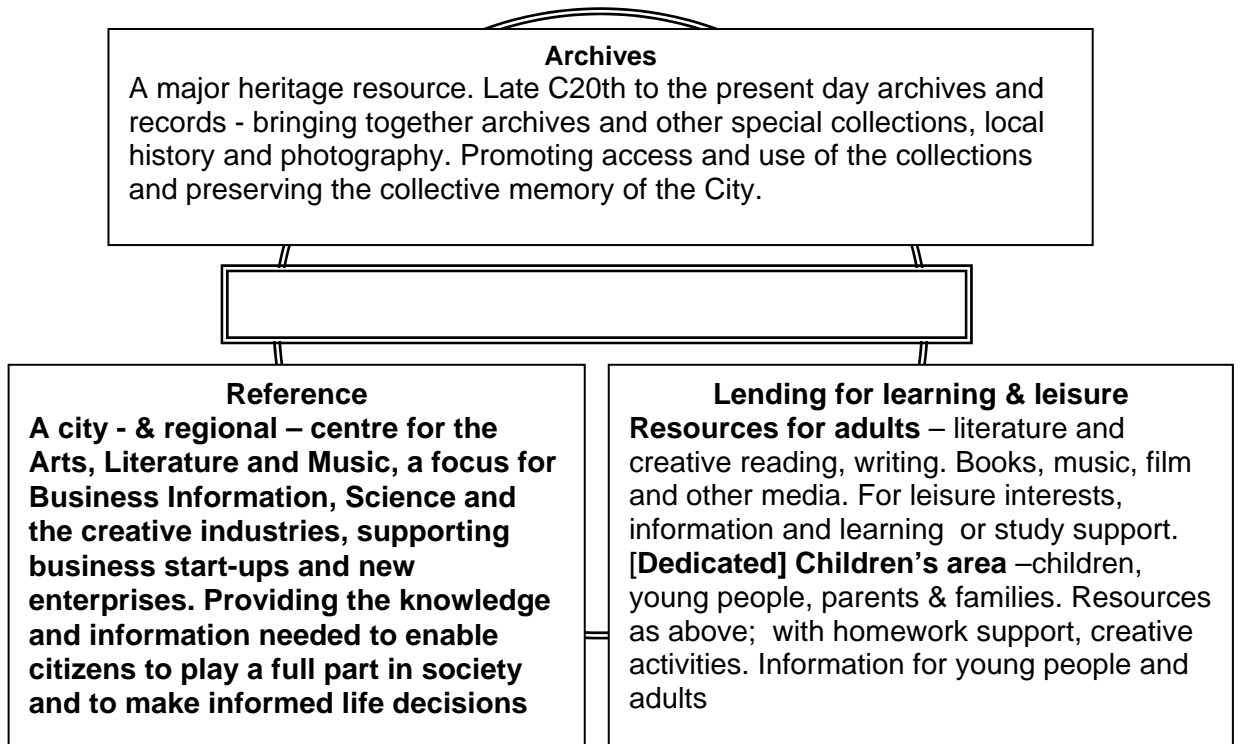 Archives
A major heritage resource. Late C20th to the present day archives and
records - bringing together archives and other special collections, local
history and photography. Promoting access and use of the collections
and preserving the collective memory of the City.
Reference
A city - & regional – centre for the
Arts, Literature and Music, a focus for
Business Information, Science and
the creative industries, supporting
business start-ups and new
enterprises. Providing the knowledge
and information needed to enable
citizens to play a full part in society
and to make informed life decisions
Lending for learning & leisure
Resources for adults – literature and
creative reading, writing. Books, music, film
and other media. For leisure interests,
information and learning  or study support.
[Dedicated] Children’s area –children,
young people, parents & families. Resources
as above;  with homework support, creative
activities. Information for young people and
adults